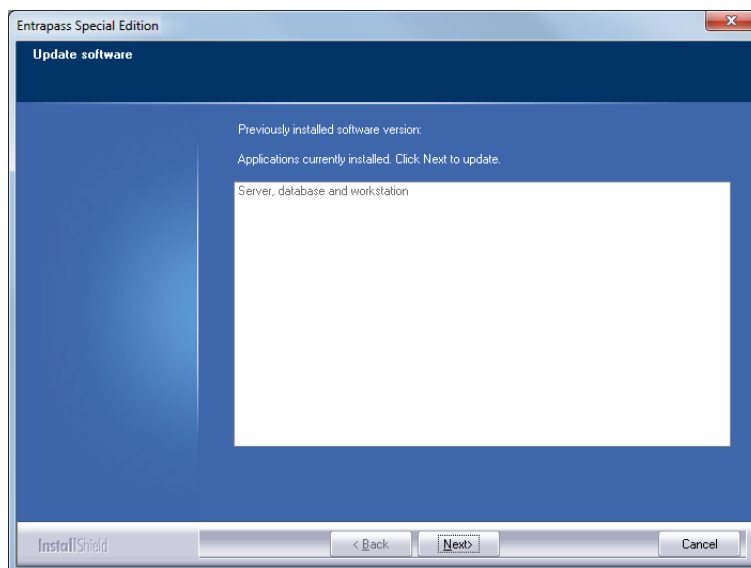 Entrapass Special Edition
Update software
Previously installed software version:
Applications currently installed. Click Next to update.
Server, database and workstation
InstallShield
< Back
Next>
Cancel